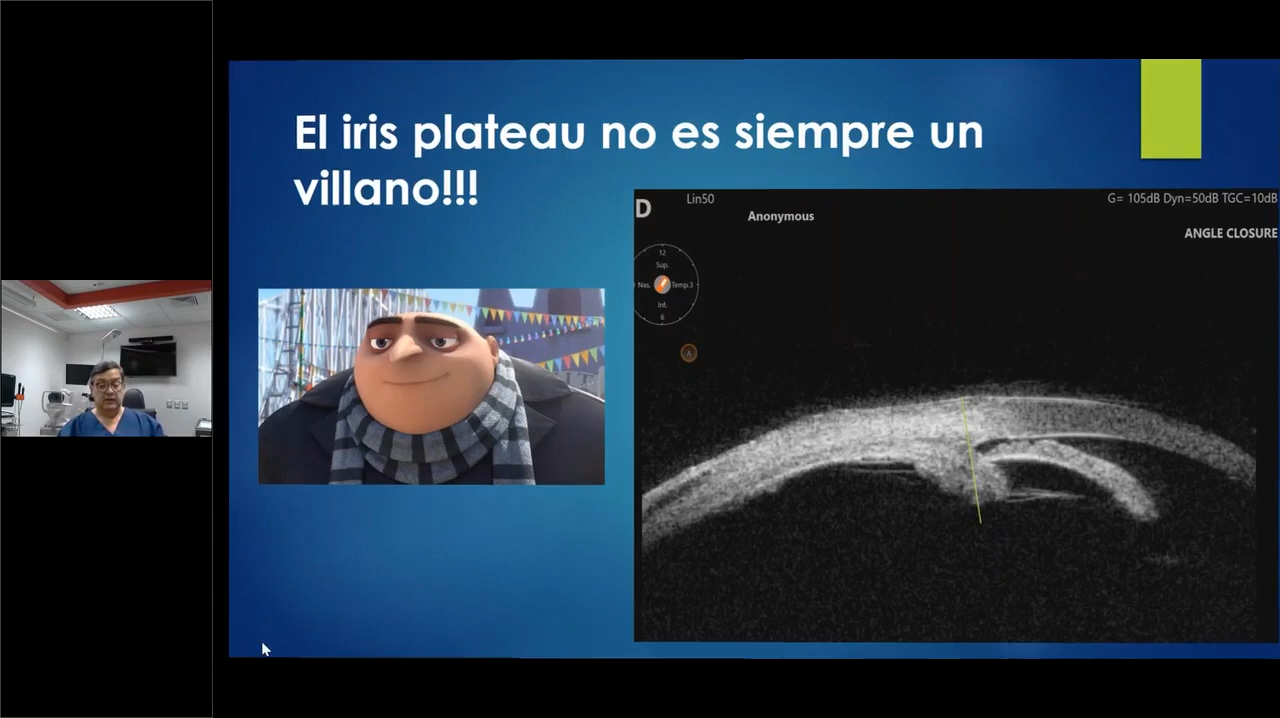 El iris plateau no es siempre un
villano!!!
D
Lin50
G= 105dB Dyn=50dB TGC=10dB
Anonymous
ANGLE CLOSURE
12
Sup.
Nas.
Temp.3
Inf.
6
A